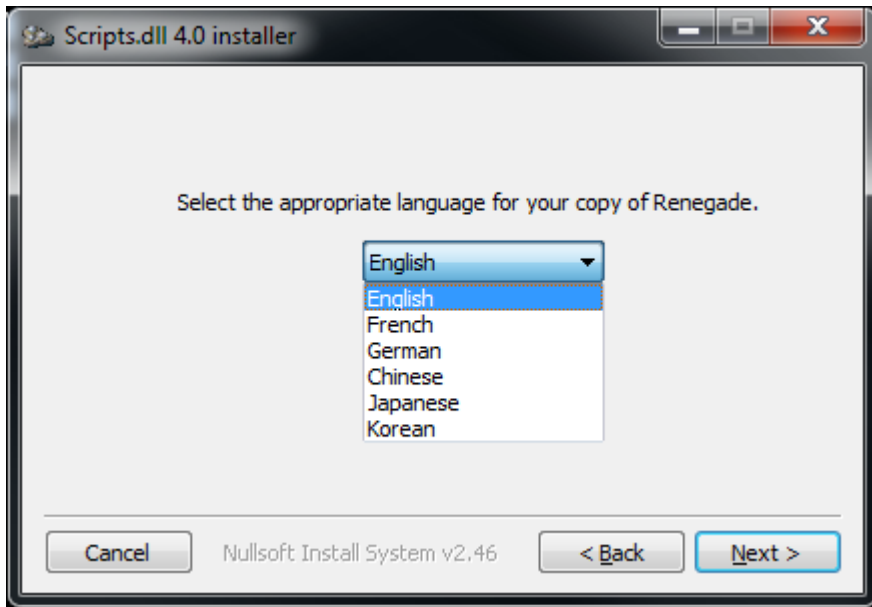 Scripts.dll 4.0 installer
Select the appropriate language for your copy of Renegade.
English
English
French
German
Chinese
Japanese
Korean
Cancel
Nullsoft Install System v2.46
< Back
Next >